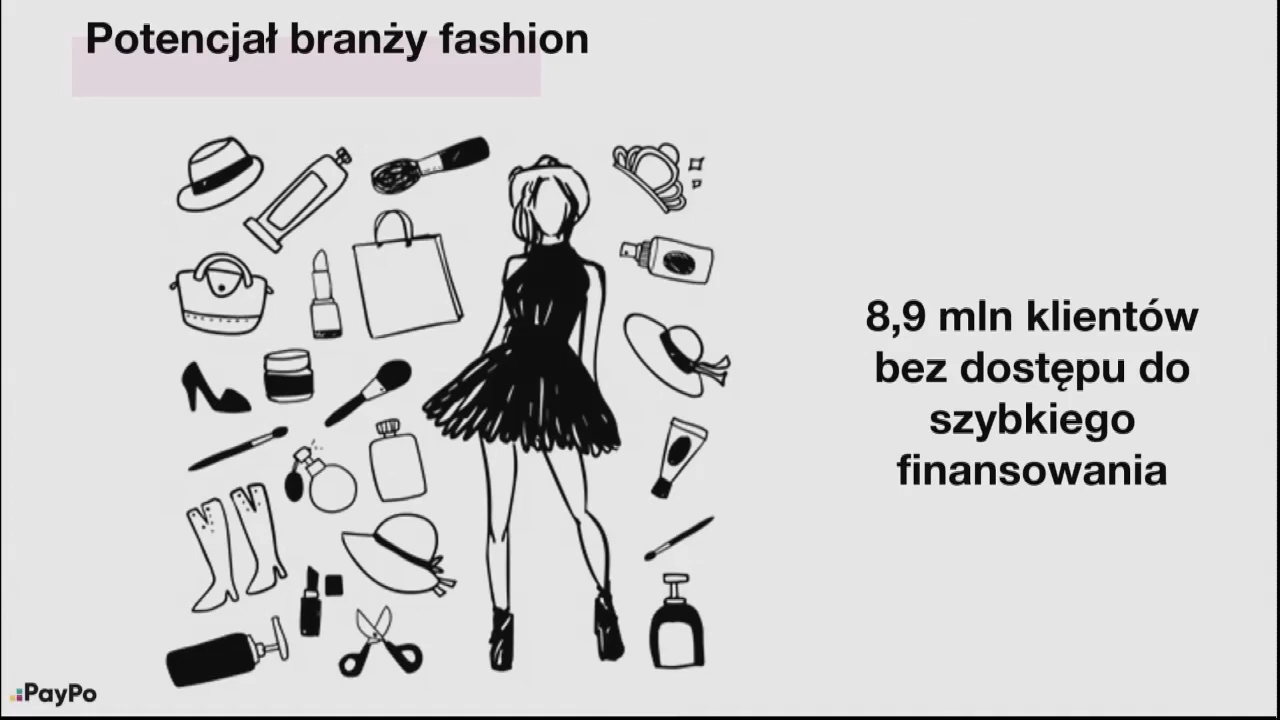 Potencjał branży fashion
8,9 mln klientów
bez dostępu do
szybkiego
finansowania
PayPo